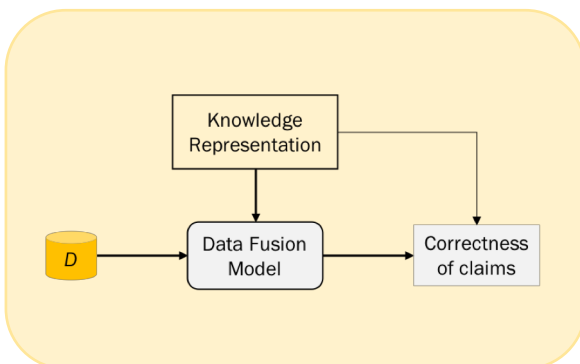 Knowledge
Representation
D
Data Fusion
Model
Correctness
of claims